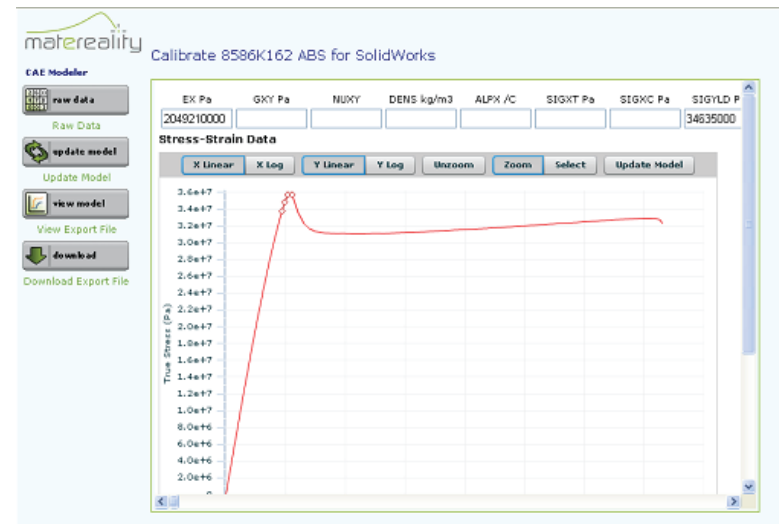 matereality
Calibrate 8586K162 ABS for SolidWorks
CAE Modeler
raw data
Raw Data
update model
Update Model
view model
View Export File
download
Download Export File
EX Pa GXY Pa NUXY DENS kg/m3 ALPX /C SIGXT Pa SIGXC Pa SIGYLD P
2049210000 34635000
Stress-Strain Data
X Linear X Log Y Linear Y Log Unzoom Zoom Select Update Model
True Stress (Pa)
3.6e+7
3.4e+7
3.2e+7
3.0e+7
2.8e+7
2.6e+7
2.4e+7
2.2e+7
2.0e+7
1.8e+7
1.6e+7
1.4e+7
1.2e+7
1.0e+7
8.0e+6
6.0e+6
4.0e+6
2.0e+6